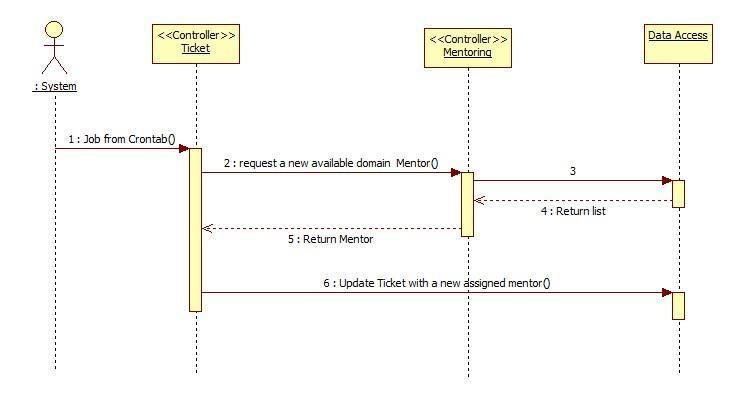 <<Controller>>
Ticket
<<Controller>>
Mentoring
Data Access
: System
1 : Job from Crontab()
2 : request a new available domain  Mentor()
3
4 : Return list
5 : Return Mentor
6 : Update Ticket with a new assigned mentor()